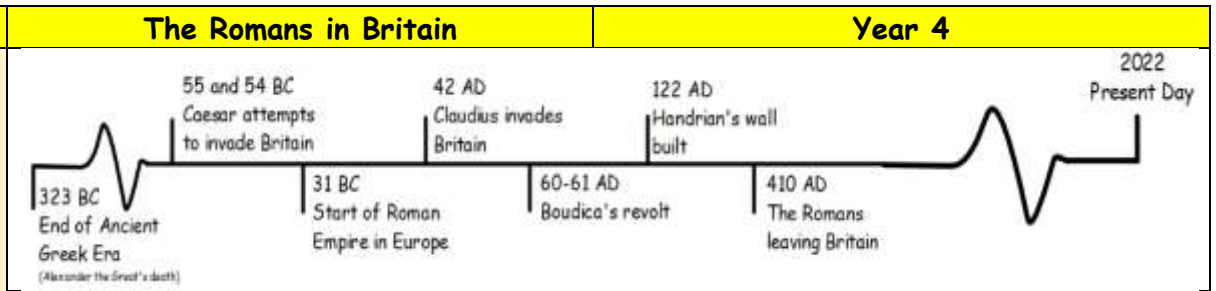 The Romans in Britain
Year 4
55 and 54 BC
Caesar attempts
to invade Britain
42 AD
Claudius invades
Britain
122 AD
Handrian's wall
built
2022
Present Day
323 BC
End of Ancient
Greek Era
(Alexander the Great's death)
31 BC
Start of Roman
Empire in Europe
60-61 AD
Boudica's revolt
410 AD
The Romans
leaving Britain